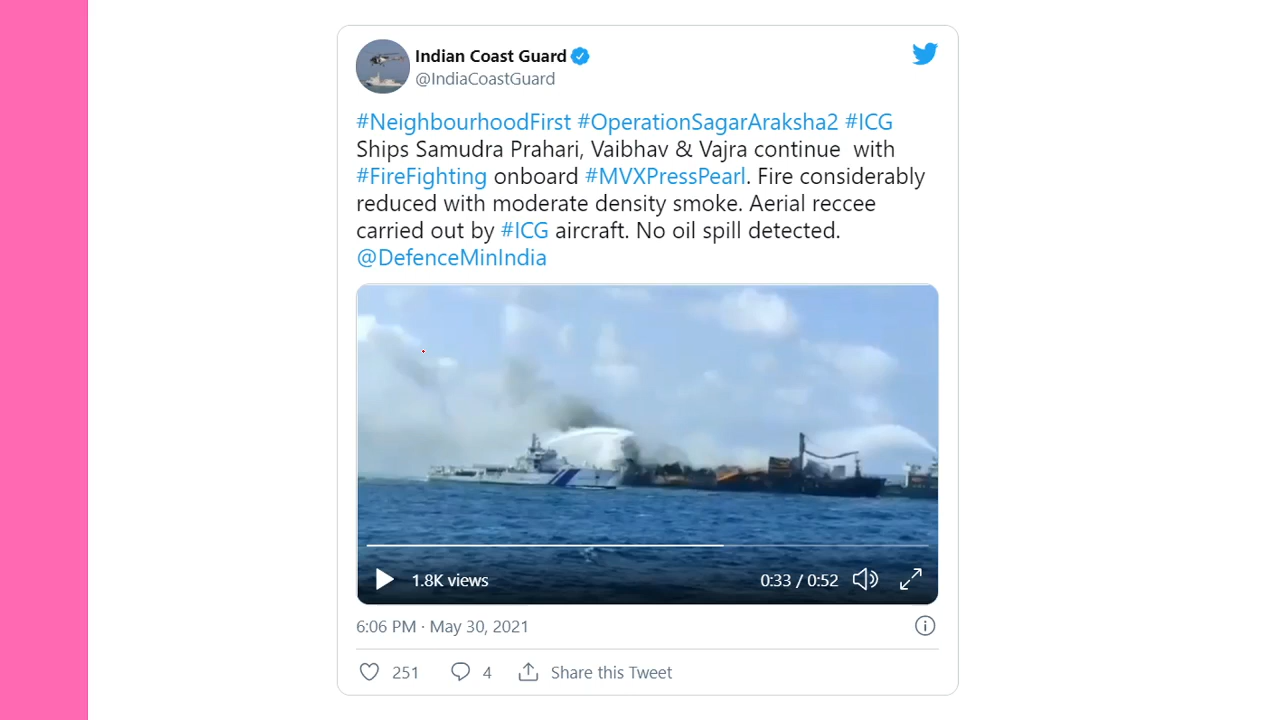 Indian Coast Guard
@IndiaCoastGuard
#NeighbourhoodFirst #OperationSagarAraksha2 #ICG
Ships Samudra Prahari, Vaibhav & Vajra continue  with
#FireFighting onboard #MVXPressPearl. Fire considerably
reduced with moderate density smoke. Aerial reccee
carried out by #ICG aircraft. No oil spill detected.
@DefenceMinIndia
1.8K views
0:33 / 0:52
6:06 PM · May 30, 2021
251
4
Share this Tweet